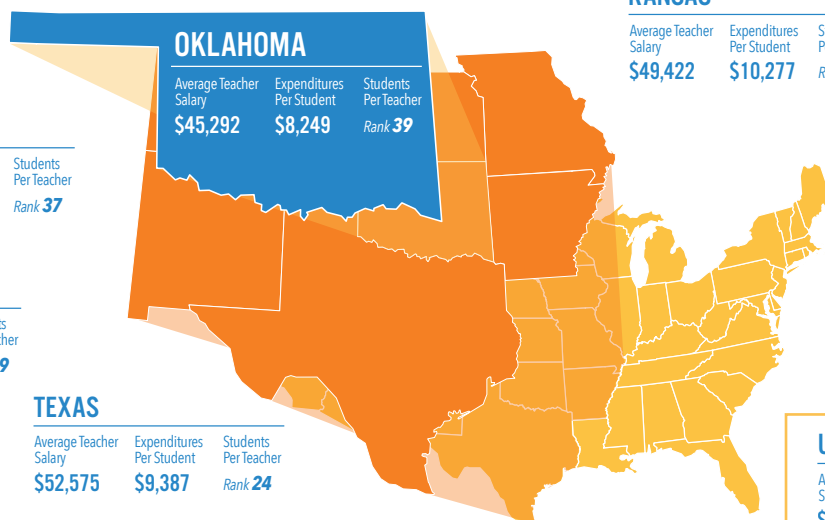 KANSAS
Average Teacher Salary
Expenditures Per Student
$49,422
$10,277
OKLAHOMA
Average Teacher Salary
Expenditures Per Student
Students Per Teacher
$45,292
$8,249
Rank 39
Students Per Teacher
Rank 37
9
TEXAS
Average Teacher Salary
Expenditures Per Student
Students Per Teacher
$52,575
$9,387
Rank 24